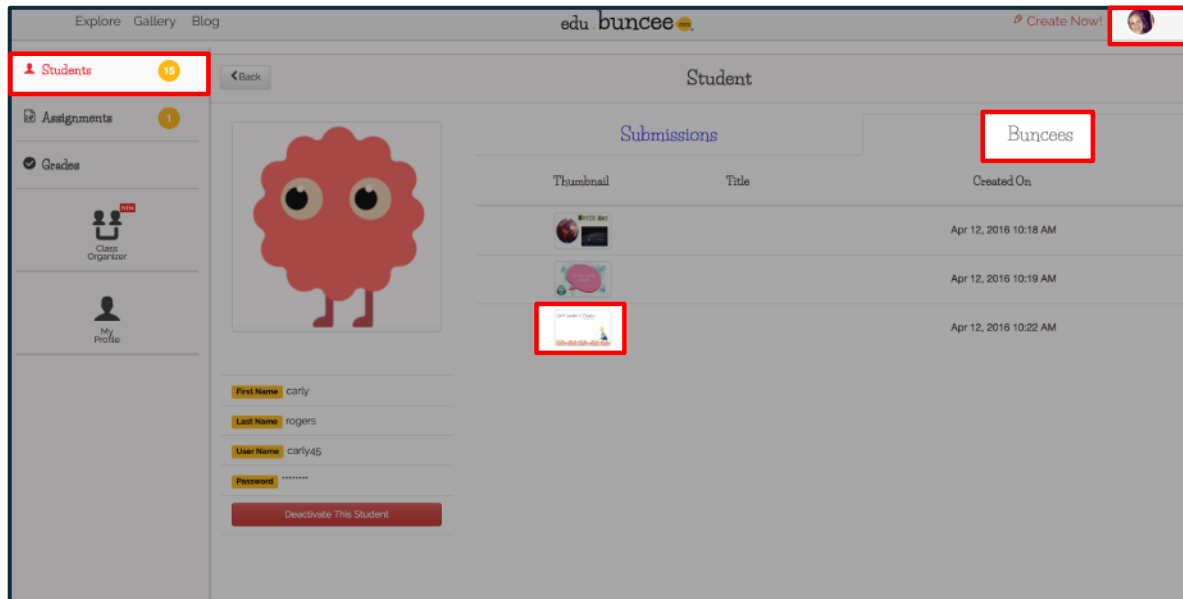 Explore Gallery Blog
edu.buncee
Create Now!
Students 15
Back
Student
Assignments 1
Submissions
Buncees
Grades
Thumbnail Title Created On
NEW
Class
Organizer
Apr 12, 2016 10:18 AM
Apr 12, 2016 10:19 AM
My
Profile
Apr 12, 2016 10:22 AM
First Name carly
Last Name rogers
User Name carly45
Password ********
Deactivate This Student